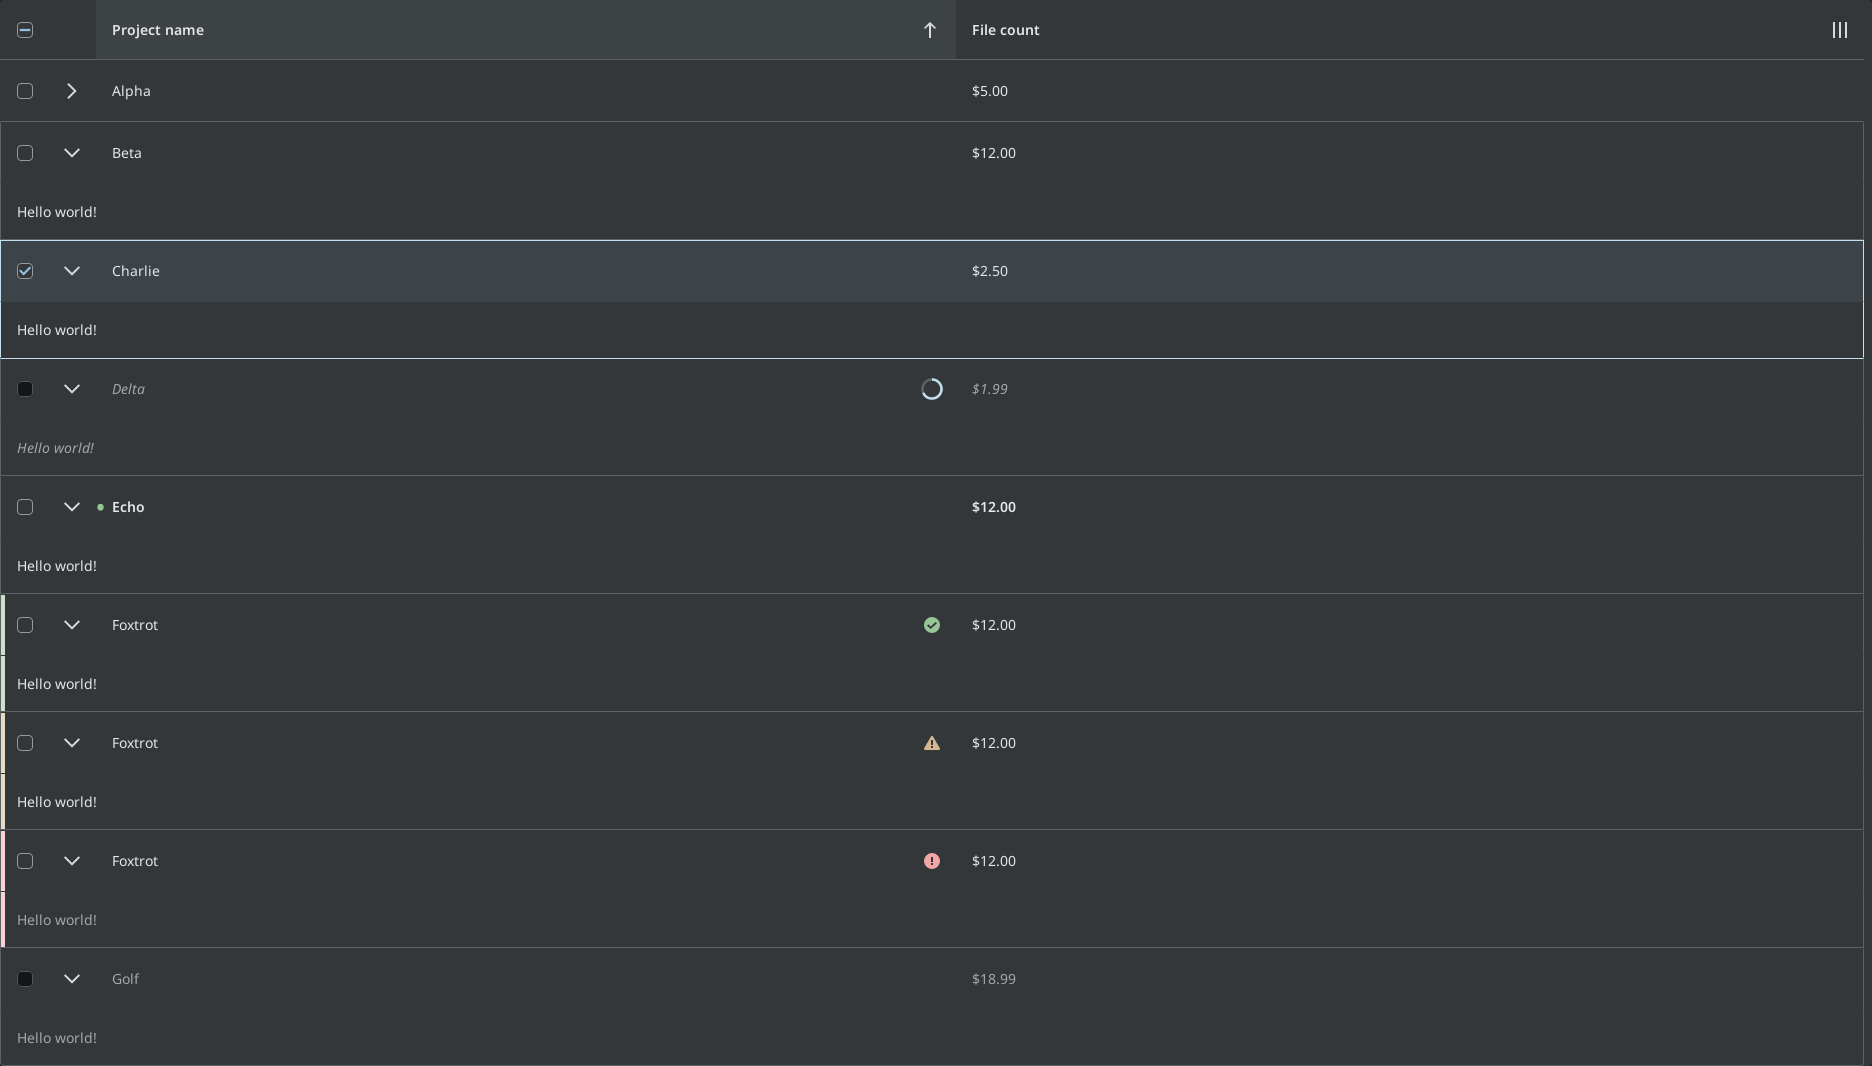 Project name File count
Alpha $5.00
Beta $12.00
Hello world!
Charlie $2.50
Hello world!
Delta $1.99
Hello world!
Echo $12.00
Hello world!
Foxtrot $12.00
Hello world!
Foxtrot $12.00
Hello world!
Foxtrot $12.00
Hello world!
Golf $18.99
Hello world!